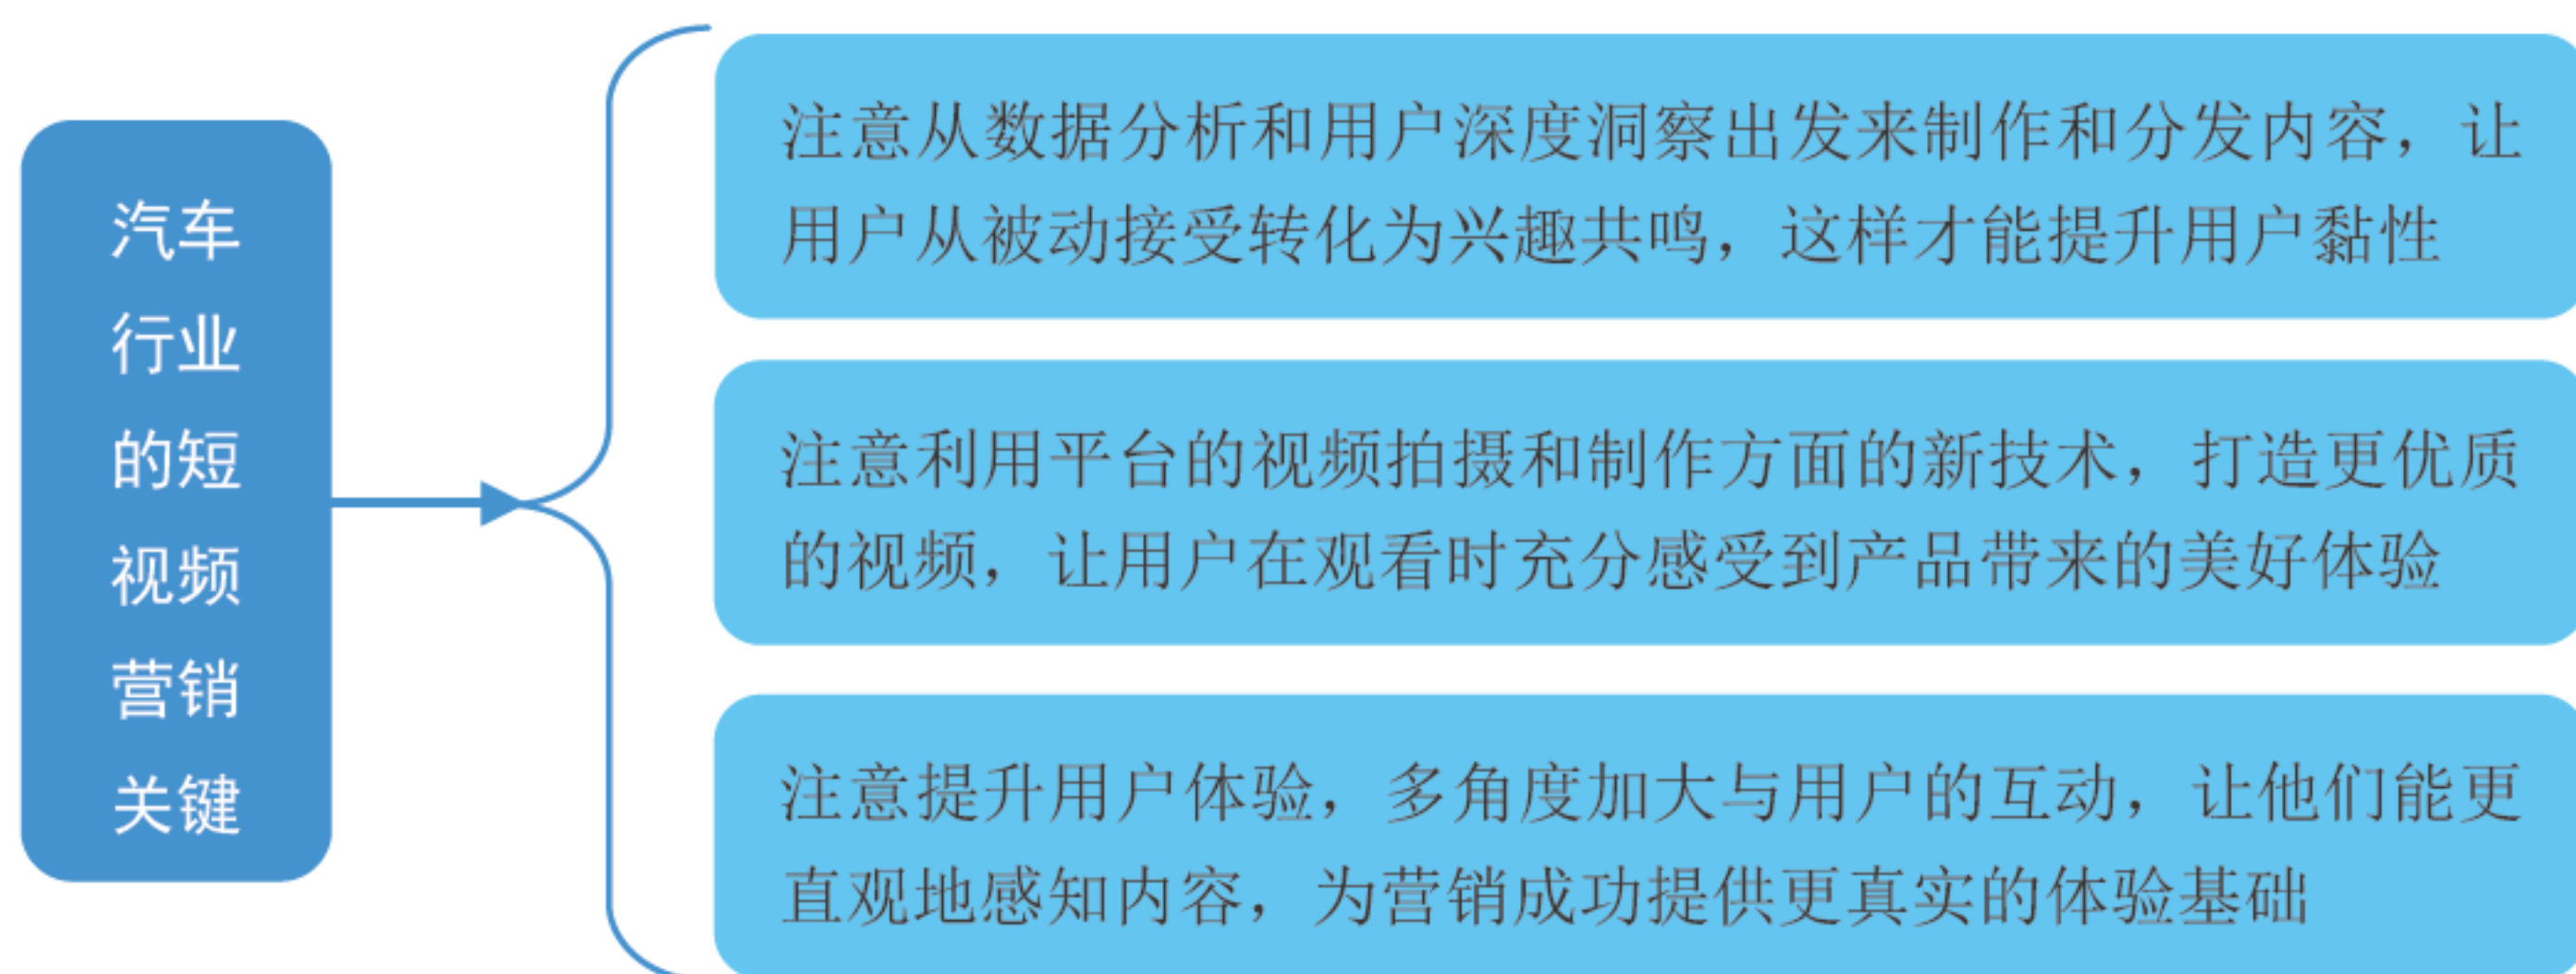 汽车
行业
的短
视频
营销
关键
注意从数据分析和用户深度洞察出发来制作和分发内容，让
用户从被动接受转化为兴趣共鸣，这样才能提升用户黏性
注意利用平台的视频拍摄和制作方面的新技术，打造更优质
的视频，让用户在观看时充分感受到产品带来的美好体验
注意提升用户体验，多角度加大与用户的互动，让他们能更
直观地感知内容，为营销成功提供更真实的体验基础